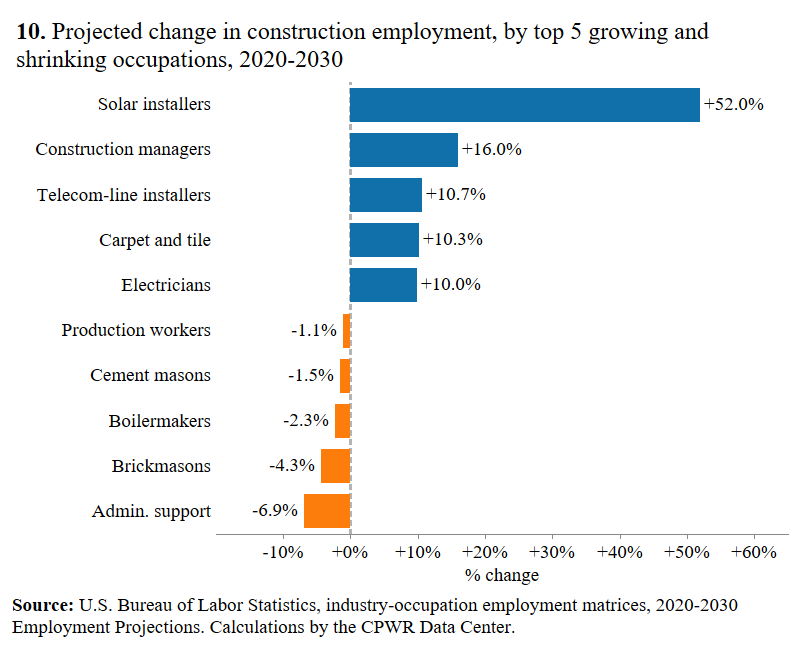 10. Projected change in construction employment, by top 5 growing and
shrinking occupations, 2020-2030
Solar installers +52.0%
Construction managers +16.0%
Telecom-line installers +10.7%
Carpet and tile +10.3%
Electricians +10.0%
Production workers -1.1%
Cement masons -1.5%
Boilermakers -2.3%
Brickmasons -4.3%
Admin. support -6.9%
-10% +0% +10% +20% +30% +40% +50% +60%
% change
Source: U.S. Bureau of Labor Statistics, industry-occupation employment matrices, 2020-2030
Employment Projections. Calculations by the CPWR Data Center.